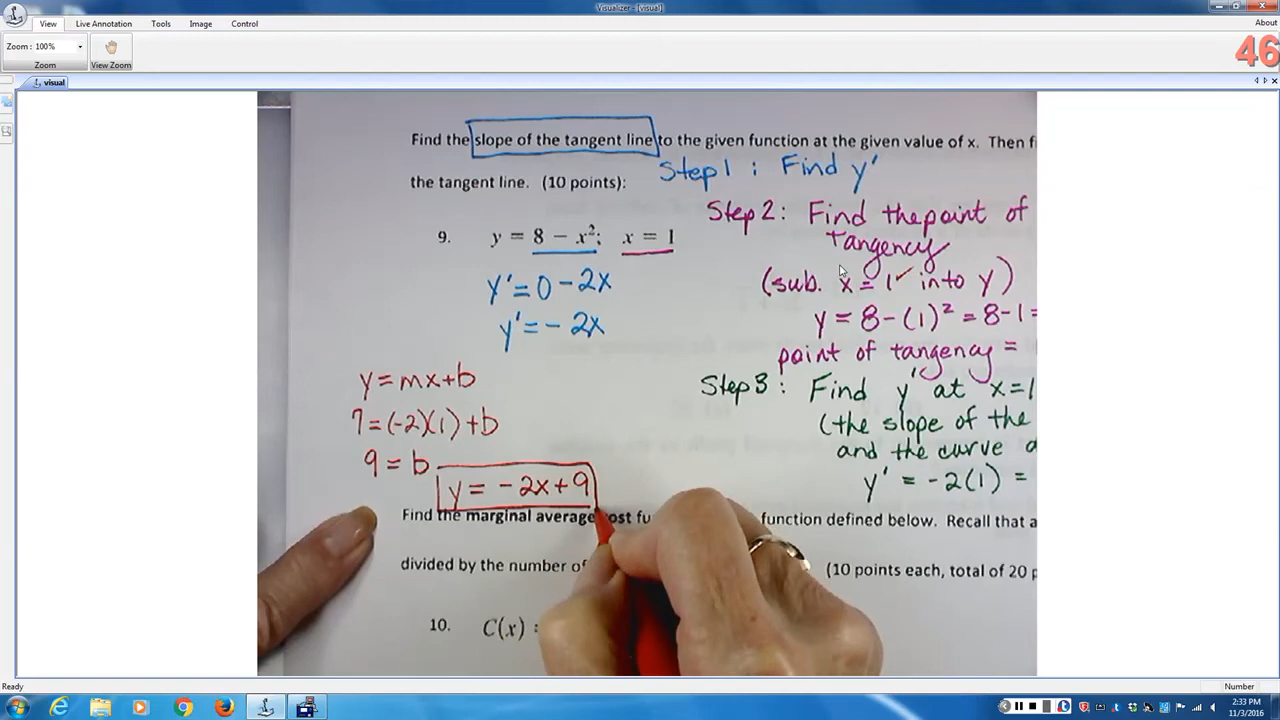 Visualizer - [visual]
View Live Annotation Tools Image Control
About
Zoom : 100%
Zoom
View Zoom
46
visual
Find the slope of the tangent line to the given function at the given value of x. Then f
Step 1 : Find y'
the tangent line. (10 points):
Step 2: Find the point of
tangency
9. y = 8 − x²; x = 1
(sub. x = 1 ✓ into y)
y' = 0 - 2x
y = 8 - (1)² = 8 - 1 =
y' = - 2x
point of tangency =
y = mx + b
Step 3 : Find y' at x = 1
7 = (-2)(1) + b
(the slope of the
and the curve
9 = b
y = - 2x + 9
y' = -2(1) =
Find the marginal average cost function defined below. Recall that a
divided by the number of (10 points each, total of 20 p
10. C(x) :
Ready
Number
2:33 PM
11/3/2016